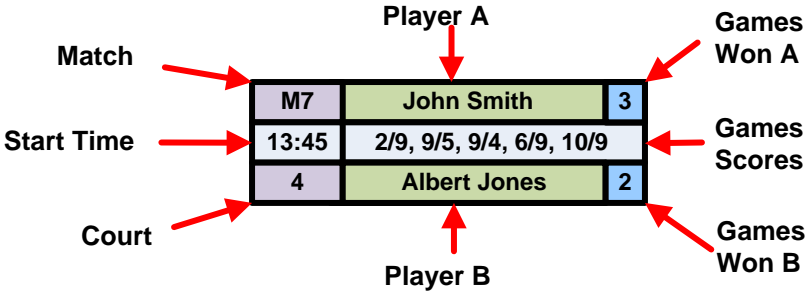 Player A
Games
Won A
Match
M7 John Smith 3
Start Time 13:45 2/9, 9/5, 9/4, 6/9, 10/9 Games
Scores
4 Albert Jones 2
Court
Games
Won B
Player B